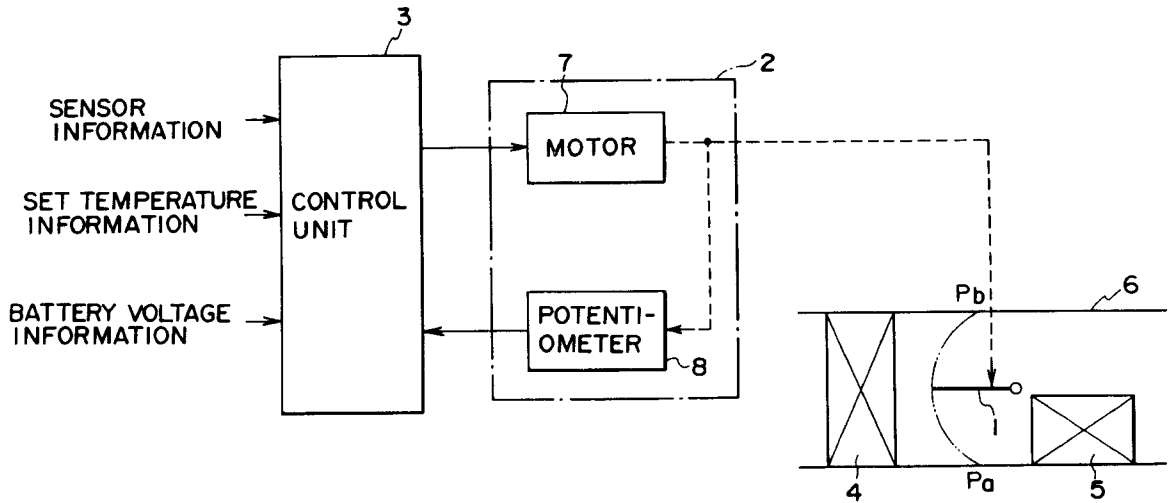 3
7
2
SENSOR
INFORMATION
MOTOR
SET TEMPERATURE
INFORMATION
CONTROL
UNIT
BATTERY VOLTAGE
INFORMATION
POTENTI-
OMETER
8
Pb
6
1
4
Pa
5